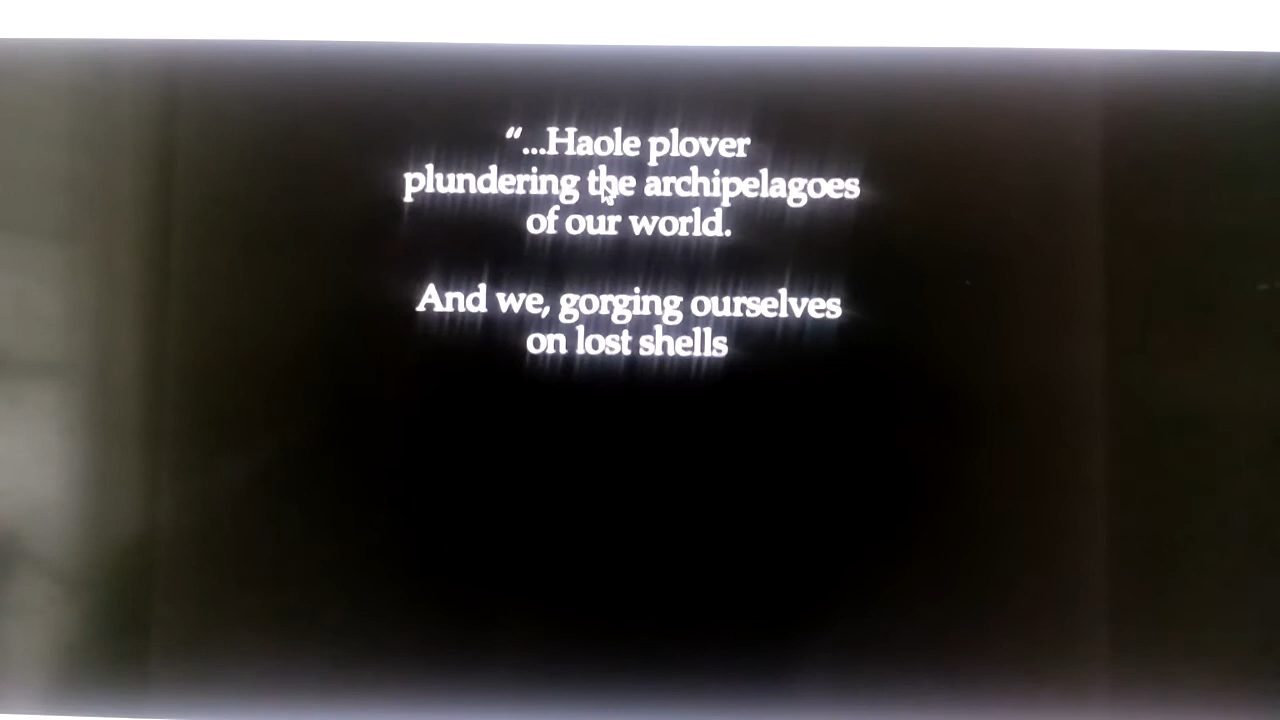 “...Haole plover
plundering the archipelagoes
of our world.
And we, gorging ourselves
on lost shells